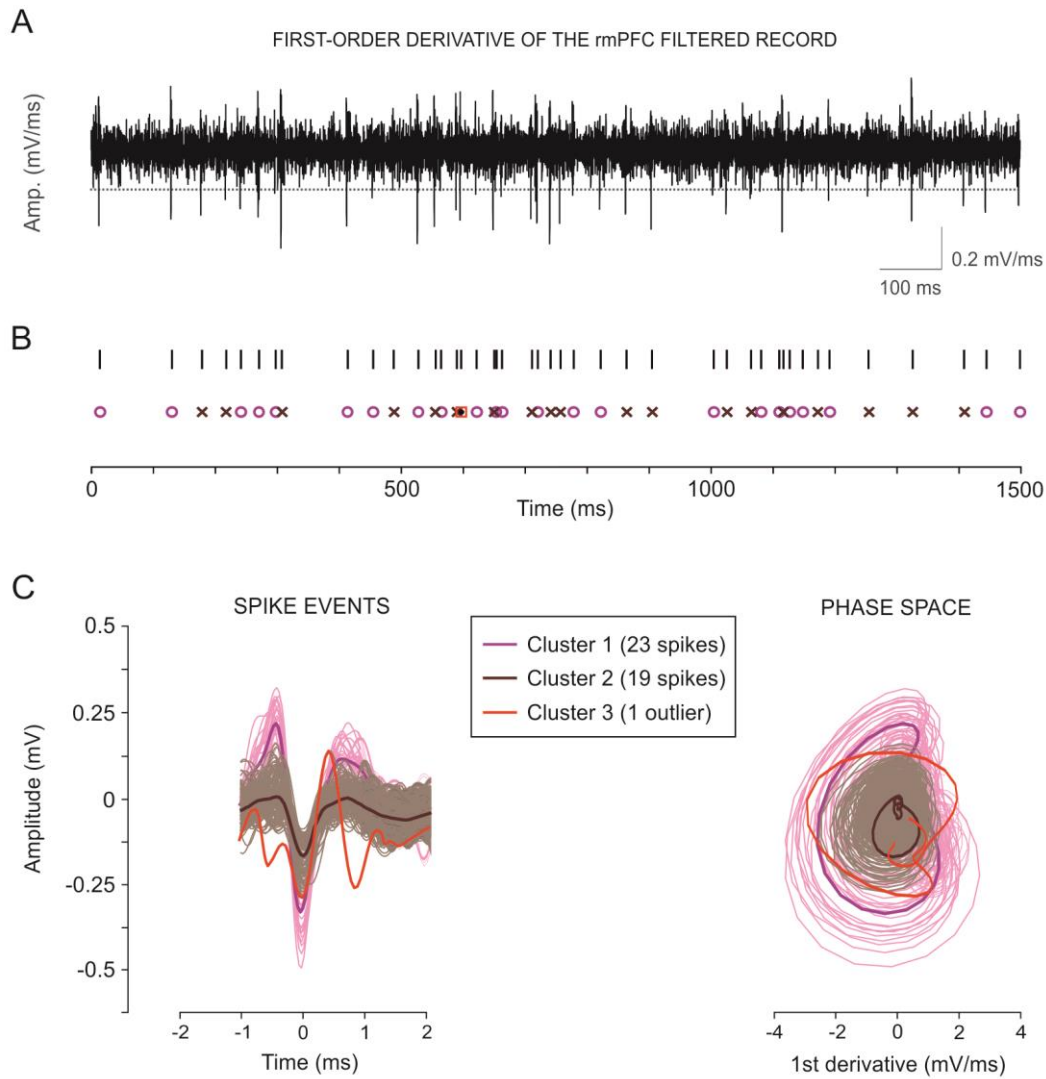 A
FIRST-ORDER DERIVATIVE OF THE rmPFC FILTERED RECORD
Amp. (mV/ms)
0.2 mV/ms
100 ms
B
0 500 1000 1500
Time (ms)
C
SPIKE EVENTS
PHASE SPACE
Cluster 1 (23 spikes)
Cluster 2 (19 spikes)
Cluster 3 (1 outlier)
Amplitude (mV)
0.5
0.25
0
-0.25
-0.5
-2 -1 0 1 2
Time (ms)
-4 -2 0 2 4
1st derivative (mV/ms)